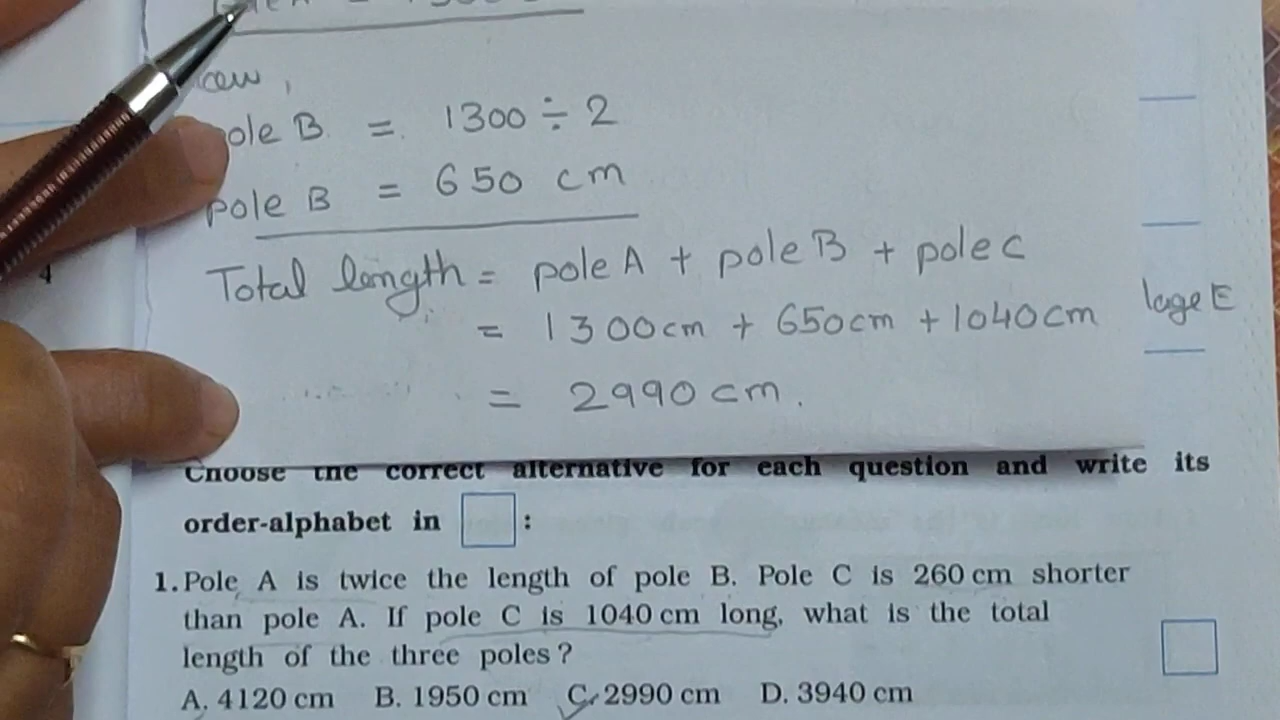 pole B = 1300 ÷ 2
pole B = 650 cm
Total length = pole A + pole B + pole C
= 1300cm + 650cm + 1040cm
= 2990 cm.
4
Choose the correct alternative for each question and write its
order-alphabet in :
1. Pole A is twice the length of pole B. Pole C is 260 cm shorter
than pole A. If pole C is 1040 cm long, what is the total
length of the three poles ?
A. 4120 cm B. 1950 cm C. 2990 cm D. 3940 cm